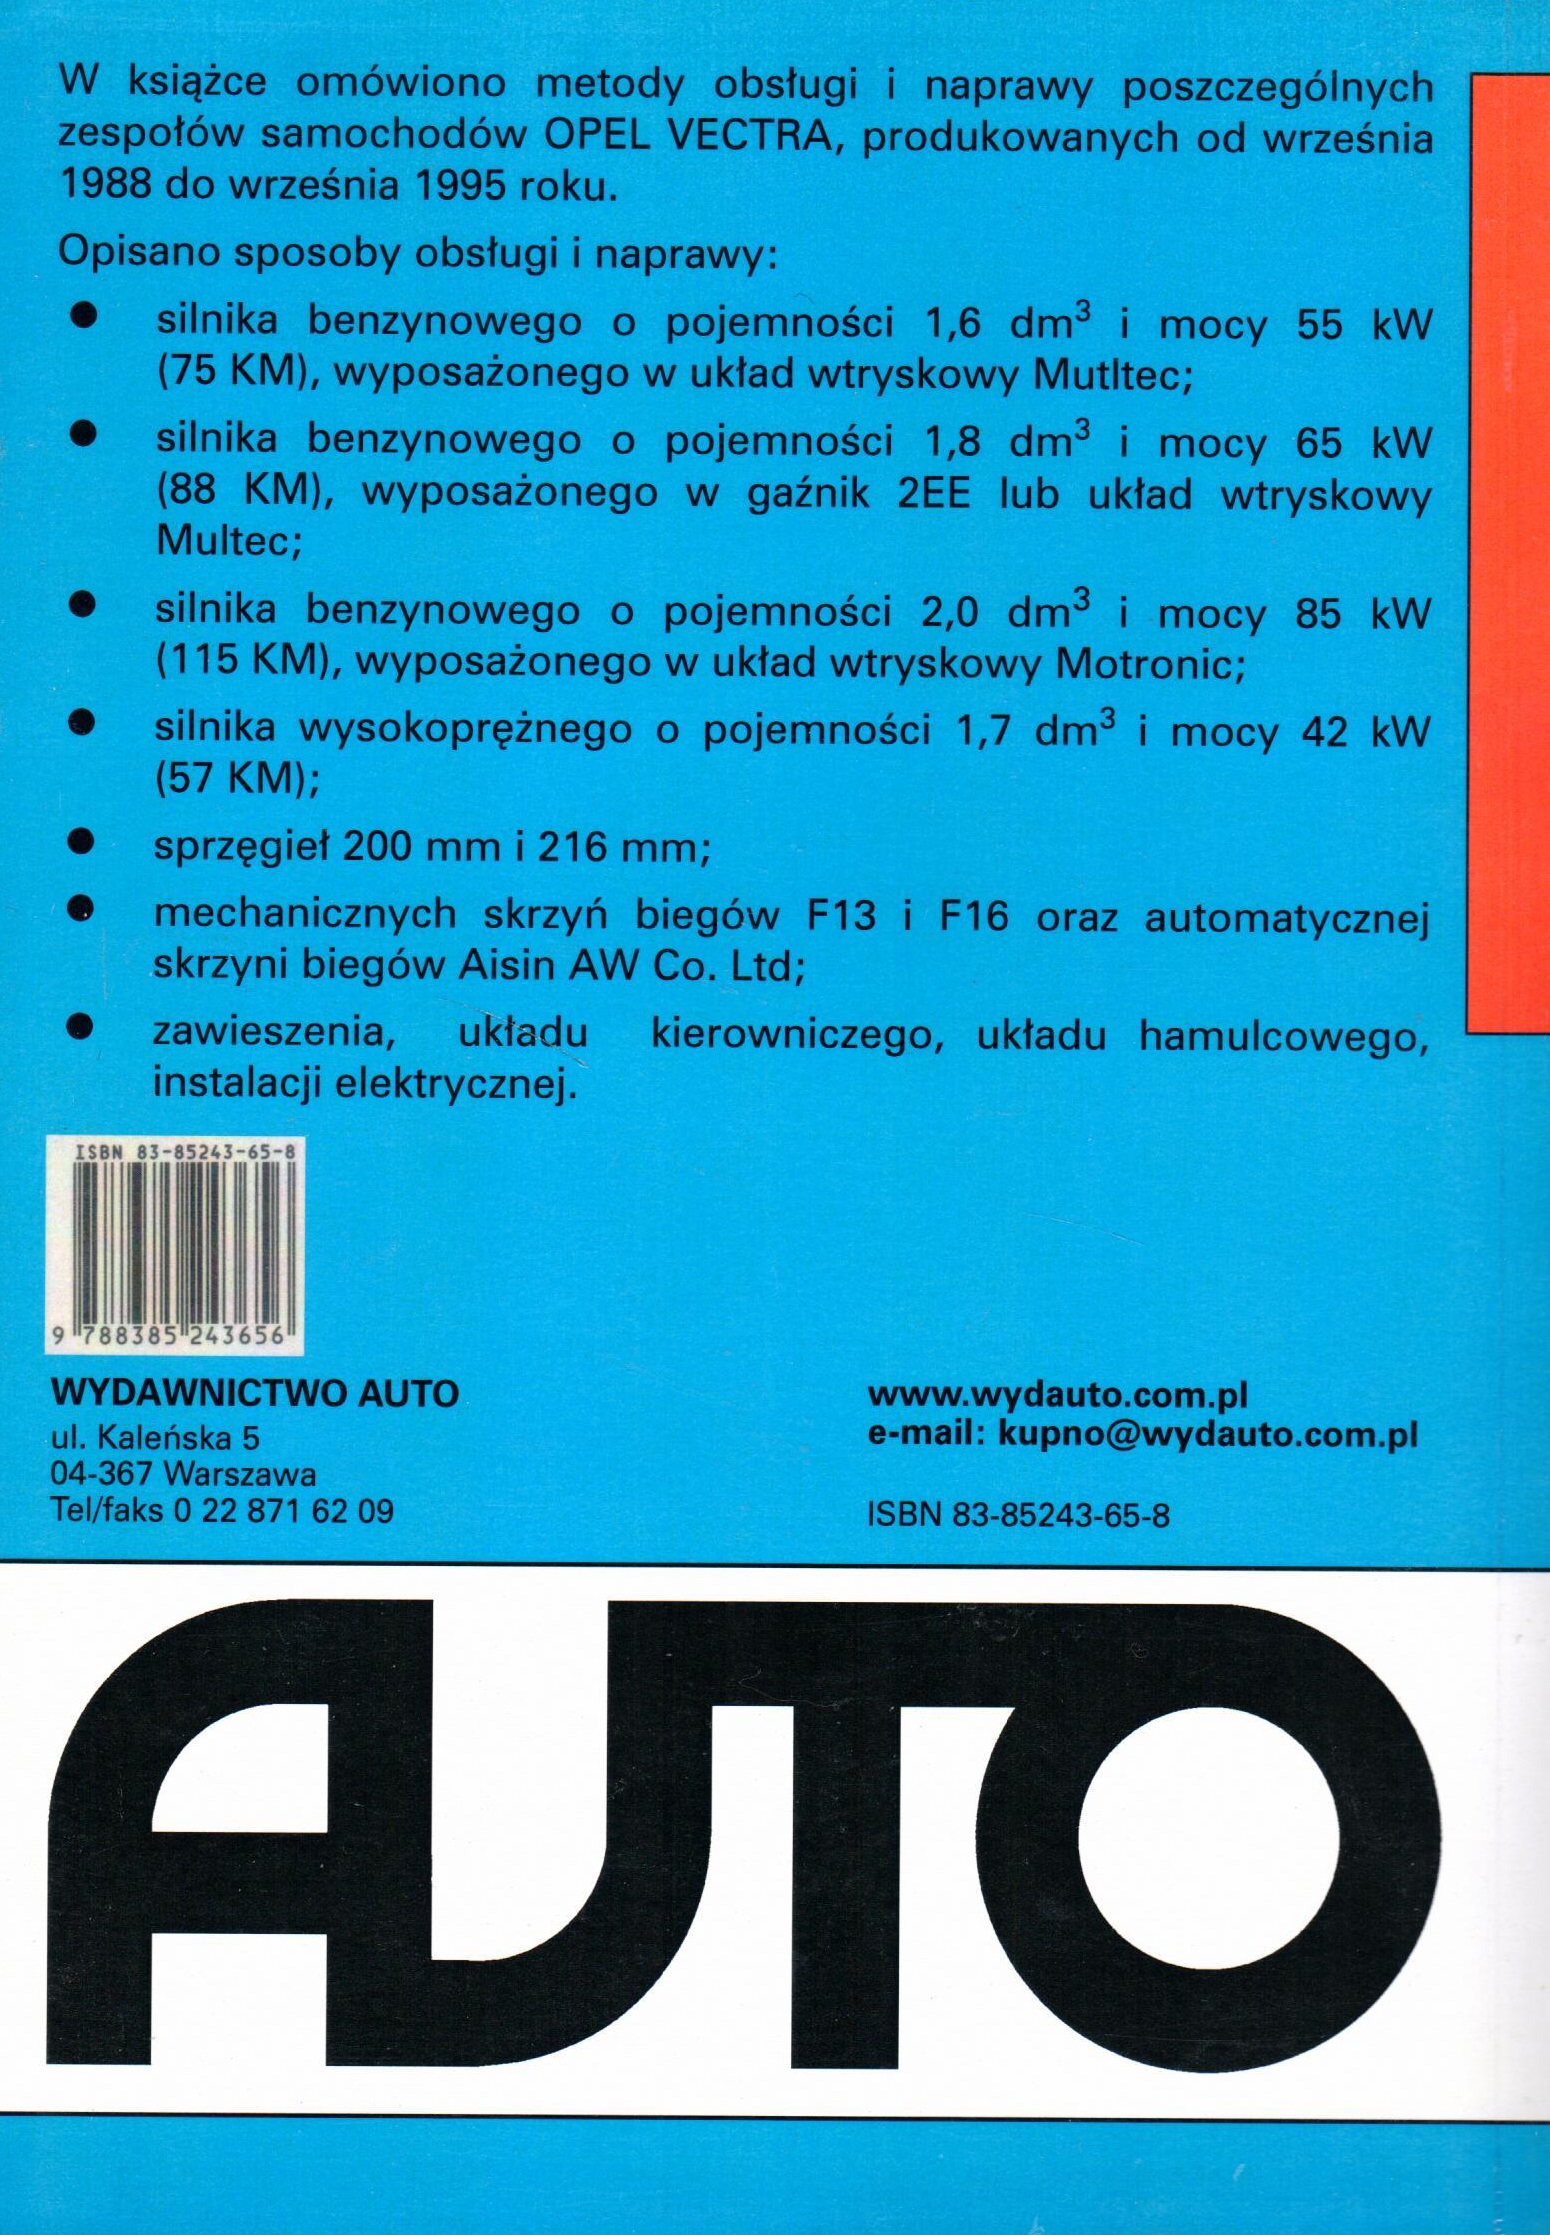 W książce omówiono metody obsługi i naprawy poszczególnych
zespołów samochodów OPEL VECTRA, produkowanych od września
1988 do września 1995 roku.
Opisano sposoby obsługi i naprawy:
● silnika benzynowego o pojemności 1,6 dm³ i mocy 55 kW
(75 KM), wyposażonego w układ wtryskowy Mutltec;
● silnika benzynowego o pojemności 1,8 dm³ i mocy 65 kW
(88 KM), wyposażonego w gaźnik 2EE lub układ wtryskowy
Multec;
● silnika benzynowego o pojemności 2,0 dm³ i mocy 85 kW
(115 KM), wyposażonego w układ wtryskowy Motronic;
● silnika wysokoprężnego o pojemności 1,7 dm³ i mocy 42 kW
(57 KM);
● sprzęgieł 200 mm i 216 mm;
● mechanicznych skrzyń biegów F13 i F16 oraz automatycznej
skrzyni biegów Aisin AW Co. Ltd;
● zawieszenia, układu kierowniczego, układu hamulcowego,
instalacji elektrycznej.
ISBN 83-85243-65-8
9 788385 243656
WYDAWNICTWO AUTO
ul. Kaleńska 5
04-367 Warszawa
Tel/faks 0 22 871 62 09
www.wydauto.com.pl
e-mail: kupno@wydauto.com.pl
ISBN 83-85243-65-8
AUTO